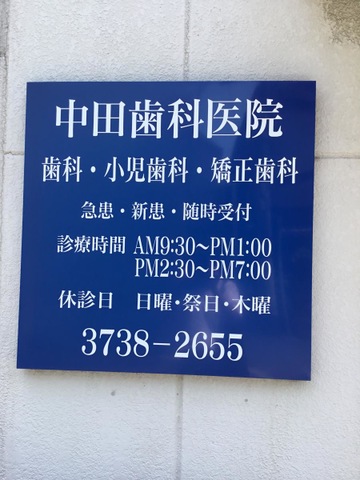 中田歯科医院
歯科・小児歯科・矯正歯科
急患・新患・随時受付
診療時間 AM9:30〜PM1:00
PM2:30〜PM7:00
休診日 日曜・祭日・木曜
3738-2655